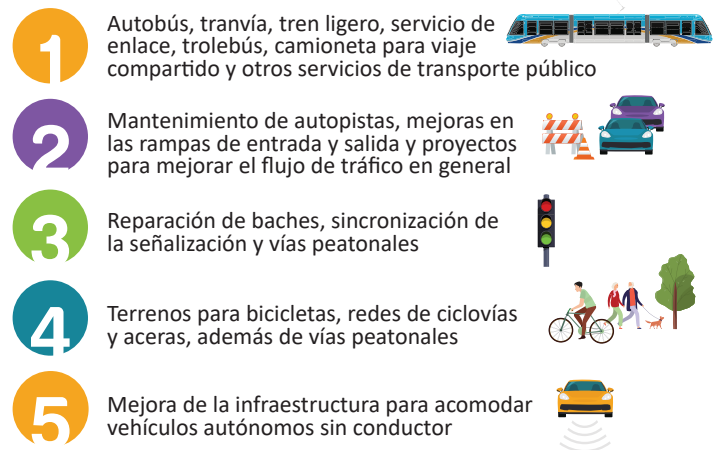 1
Autobús, tranvía, tren ligero, servicio de
enlace, trolebús, camioneta para viaje
compartido y otros servicios de transporte público
2
Mantenimiento de autopistas, mejoras en
las rampas de entrada y salida y proyectos
para mejorar el flujo de tráfico en general
3
Reparación de baches, sincronización de
la señalización y vías peatonales
4
Terrenos para bicicletas, redes de ciclovías
y aceras, además de vías peatonales
5
Mejora de la infraestructura para acomodar
vehículos autónomos sin conductor